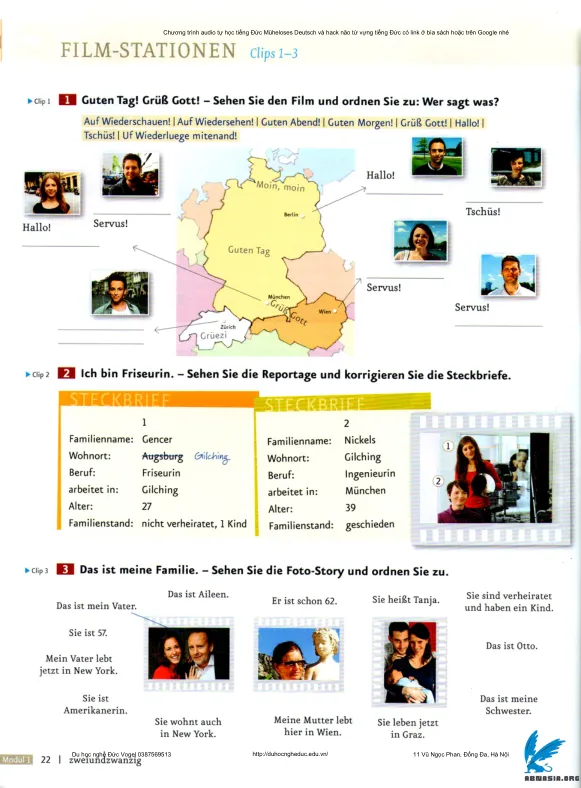 Chương trình audio tự học tiếng Đức Müheloses Deutsch và hack não từ vựng tiếng Đức có link ở bìa sách hoặc trên Google nhé
FILM-STATIONEN Clips 1–3
Clip 1 1 Guten Tag! Grüß Gott! – Sehen Sie den Film und ordnen Sie zu: Wer sagt was?
Auf Wiederschauen! | Auf Wiedersehen! | Guten Abend! | Guten Morgen! | Grüß Gott! | Hallo! |
Tschüs! | Uf Wiederluege mitenand!
Moin, moin
Berlin
Guten Tag
München
Grüß Gott
Wien
Zürich
Grüezi
Hallo!
Servus!
Hallo!
Tschüs!
Servus!
Servus!
Clip 2 2 Ich bin Friseurin. – Sehen Sie die Reportage und korrigieren Sie die Steckbriefe.
STECKBRIEF
1
Familienname: Gencer
Wohnort: Augsburg Gilching
Beruf: Friseurin
arbeitet in: Gilching
Alter: 27
Familienstand: nicht verheiratet, 1 Kind
STECKBRIEF
2
Familienname: Nickels
Wohnort: Gilching
Beruf: Ingenieurin
arbeitet in: München
Alter: 39
Familienstand: geschieden
1
2
Clip 3 3 Das ist meine Familie. – Sehen Sie die Foto-Story und ordnen Sie zu.
Das ist mein Vater.
Das ist Aileen.
Er ist schon 62.
Sie heißt Tanja.
Sie sind verheiratet
und haben ein Kind.
Sie ist 57.
Das ist Otto.
Mein Vater lebt
jetzt in New York.
Sie ist
Amerikanerin.
Das ist meine
Schwester.
Sie wohnt auch
in New York.
Meine Mutter lebt
hier in Wien.
Sie leben jetzt
in Graz.
Modul 1 22 | zweiundzwanzig
Du học nghề Đức Vogel 0387569513
http://duhocngheduc.edu.vn/
11 Vũ Ngọc Phan, Đống Đa, Hà Nội
ABNASIA.ORG